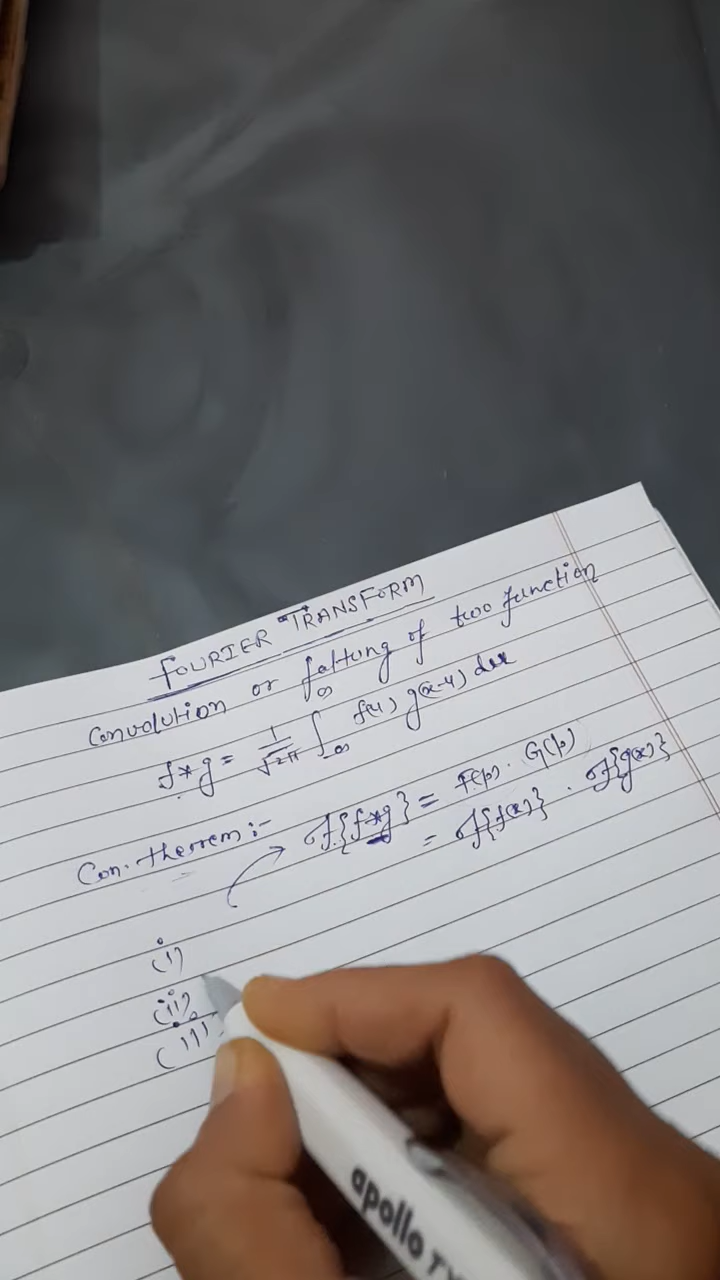 FOURIER TRANSFORM
Convolution or faltung of two function
f*g = 1/√2π ∫_{-∞}^{∞} f(u) g(x-u) du
Con. theorem :- F{f*g} = F(p) · G(p)
= F{f(x)} · F{g(x)}
(i)
(ii)
(iii)
apollo